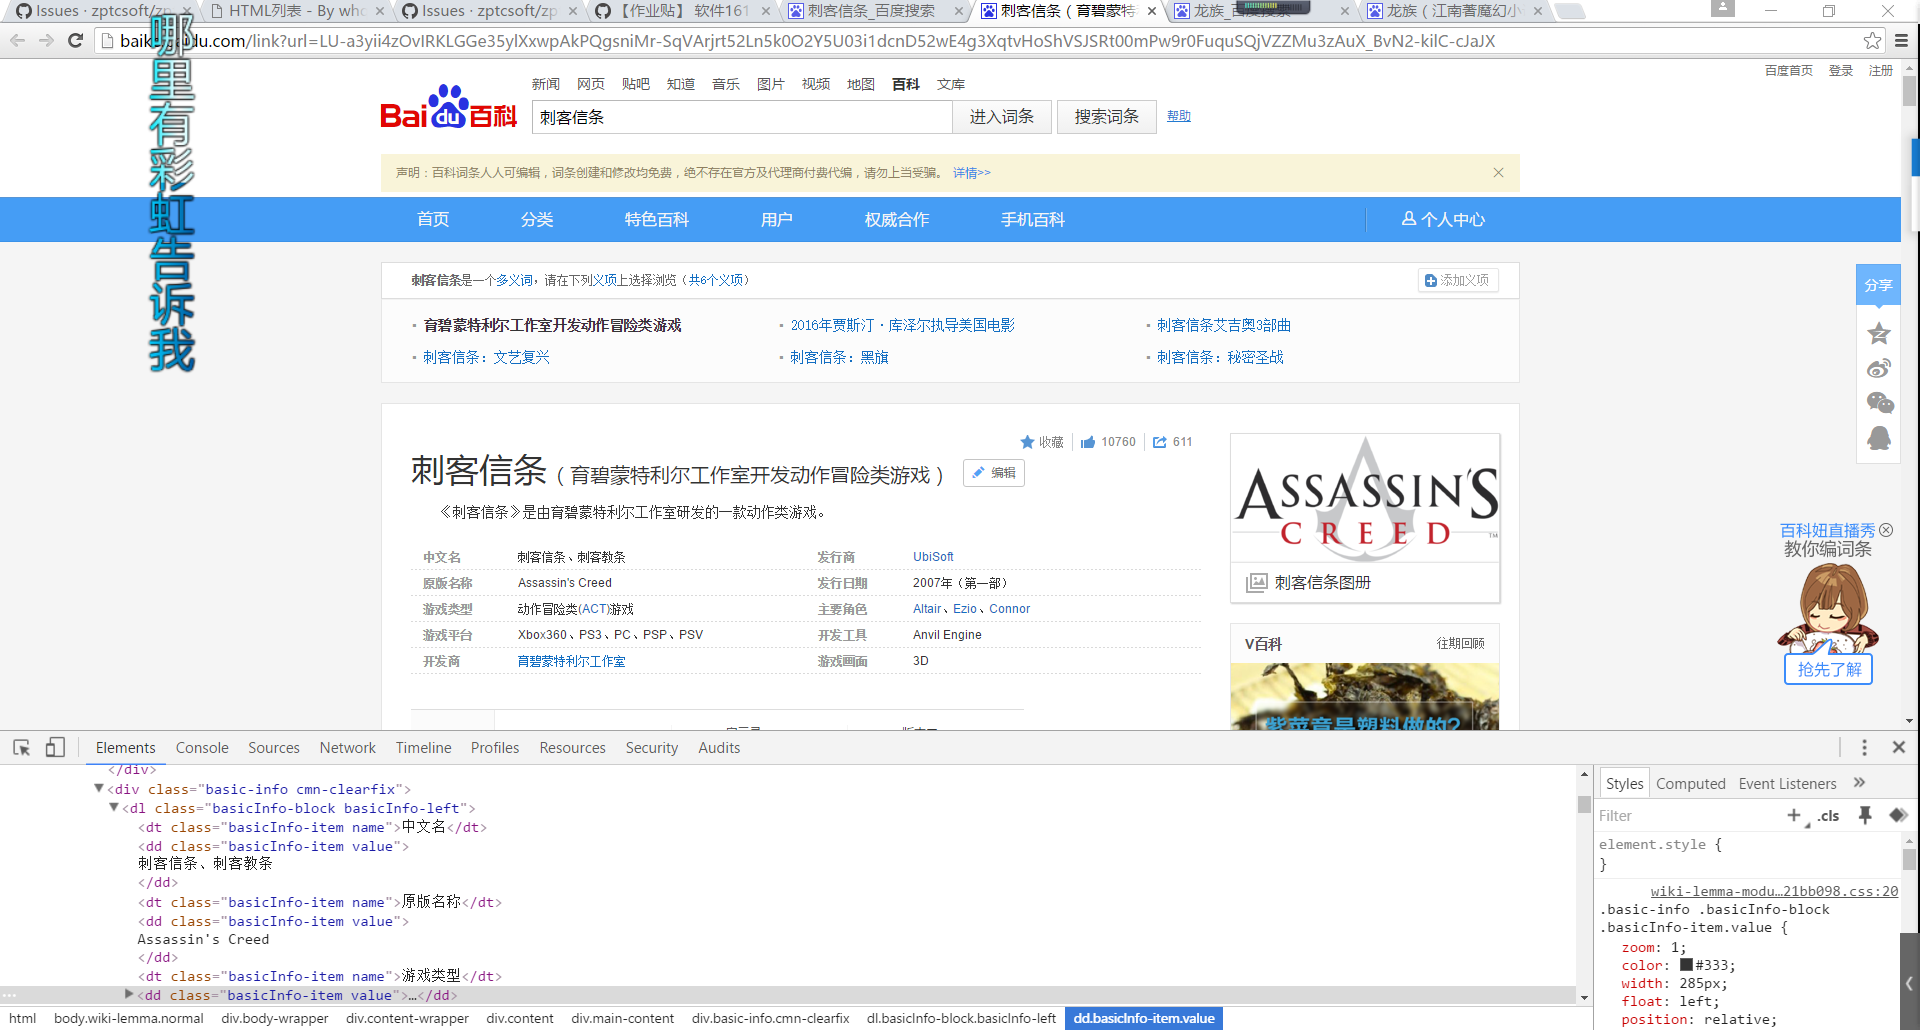 Issues · zptcsoft/zp
HTML列表 - By who
Issues · zptcsoft/zp
【作业贴】 软件161
刺客信条_百度搜索
刺客信条（育碧蒙特
龙族_百度搜索
龙族（江南著魔幻小
哪里有彩虹告诉我
百度首页 登录 注册
新闻 网页 贴吧 知道 音乐 图片 视频 地图 百科 文库
Bai du 百科
刺客信条
进入词条
搜索词条
帮助
声明：百科词条人人可编辑，词条创建和修改均免费，绝不存在官方及代理商付费代编，请勿上当受骗。 详情>>
首页 分类 特色百科 用户 权威合作 手机百科 个人中心
刺客信条是一个多义词，请在下列义项上选择浏览（共6个义项）
添加义项
· 育碧蒙特利尔工作室开发动作冒险类游戏
· 2016年贾斯汀·库泽尔执导美国电影
· 刺客信条艾吉奥3部曲
· 刺客信条：文艺复兴
· 刺客信条：黑旗
· 刺客信条：秘密圣战
分享
收藏 10760 611
刺客信条（育碧蒙特利尔工作室开发动作冒险类游戏）
编辑
《刺客信条》是由育碧蒙特利尔工作室研发的一款动作类游戏。
中文名 刺客信条、刺客教条 发行商 UbiSoft
原版名称 Assassin's Creed 发行日期 2007年（第一部）
游戏类型 动作冒险类(ACT)游戏 主要角色 Altair、Ezio、Connor
游戏平台 Xbox360、PS3、PC、PSP、PSV 开发工具 Anvil Engine
开发商 育碧蒙特利尔工作室 游戏画面 3D
ASSASSIN'S
CREED
TM
刺客信条图册
V百科 往期回顾
紫菜竟是塑料做的?
百科妞直播秀
教你编词条
抢先了解
Elements Console Sources Network Timeline Profiles Resources Security Audits
</div>
<div class="basic-info cmn-clearfix">
<dl class="basicInfo-block basicInfo-left">
<dt class="basicInfo-item name">中文名</dt>
<dd class="basicInfo-item value">
刺客信条、刺客教条
</dd>
<dt class="basicInfo-item name">原版名称</dt>
<dd class="basicInfo-item value">
Assassin's Creed
</dd>
<dt class="basicInfo-item name">游戏类型</dt>
<dd class="basicInfo-item value">…</dd>
html body.wiki-lemma.normal div.body-wrapper div.content-wrapper div.content div.main-content div.basic-info.cmn-clearfix dl.basicInfo-block.basicInfo-left dd.basicInfo-item.value
Styles Computed Event Listeners »
Filter
.cls
element.style {
}
wiki-lemma-modu…21bb098.css:20
.basic-info .basicInfo-block
.basicInfo-item.value {
zoom: 1;
color: #333;
width: 285px;
float: left;
position: relative;